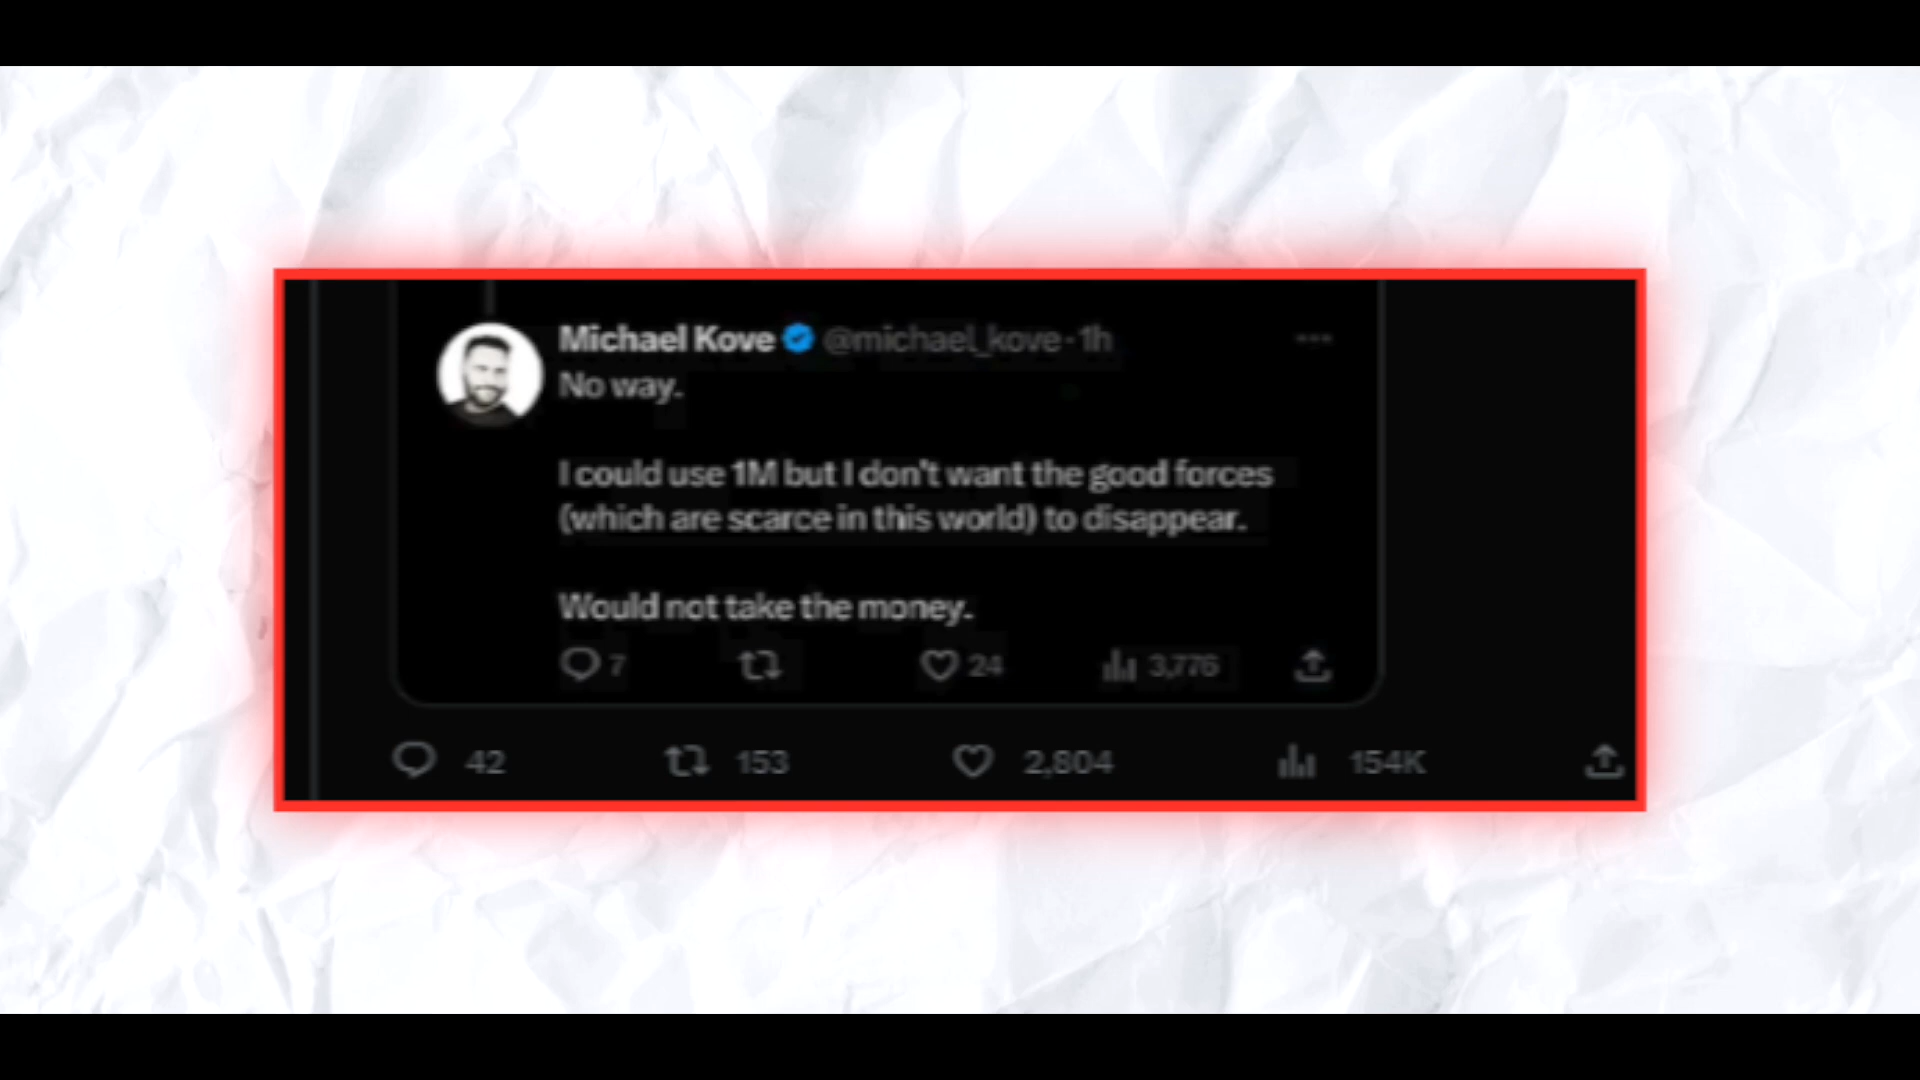 Michael Kove @michael_kove · 1h
No way.
I could use 1M but I don't want the good forces
(which are scarce in this world) to disappear.
Would not take the money.
7 24 3,776
42 153 2,804 154K